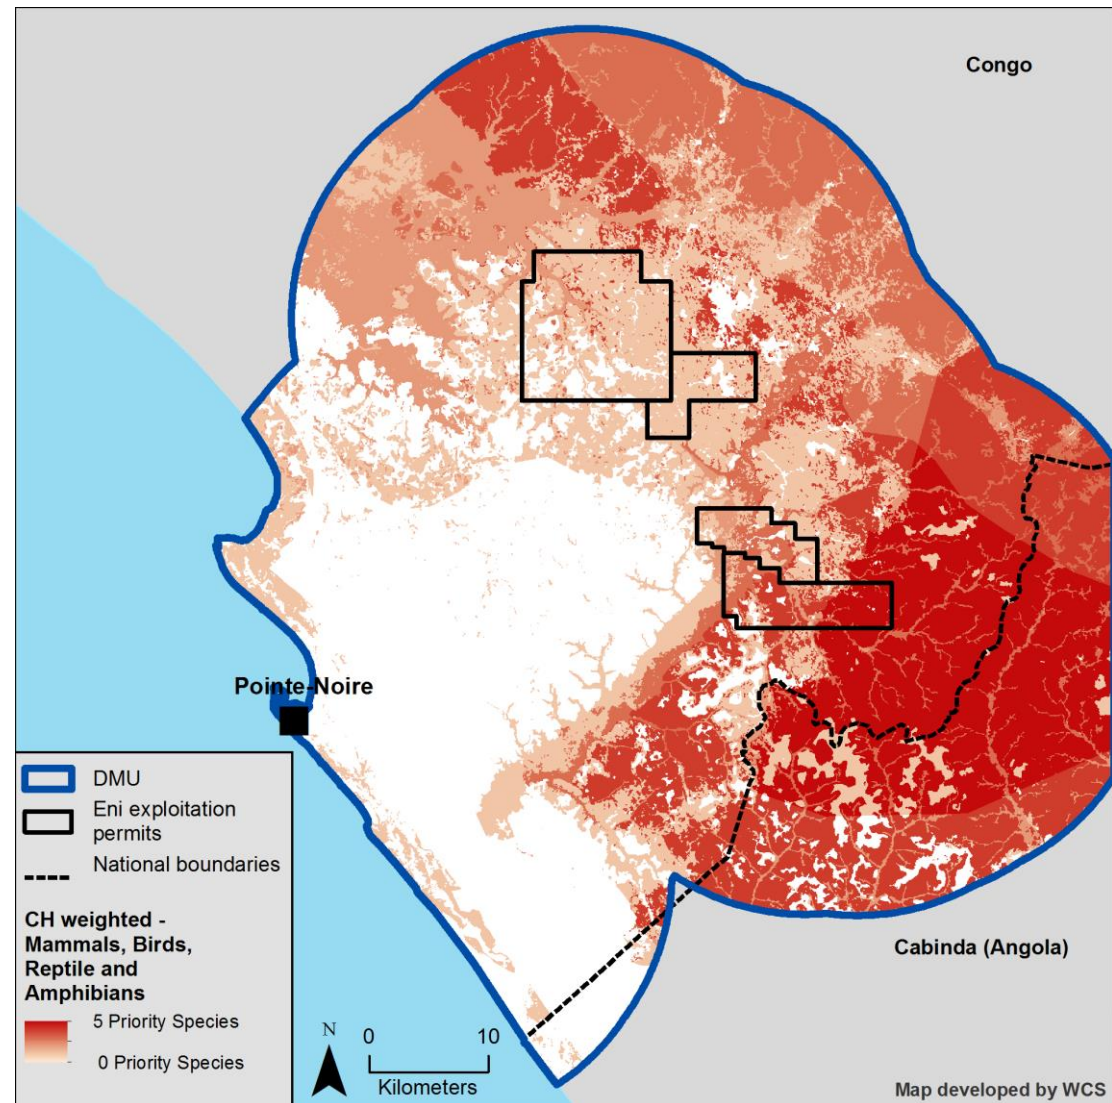 Congo
Pointe-Noire
DMU
Eni exploitation
permits
National boundaries
CH weighted -
Mammals, Birds,
Reptile and
Amphibians
5 Priority Species
0 Priority Species
N
0 10
Kilometers
Cabinda (Angola)
Map developed by WCS